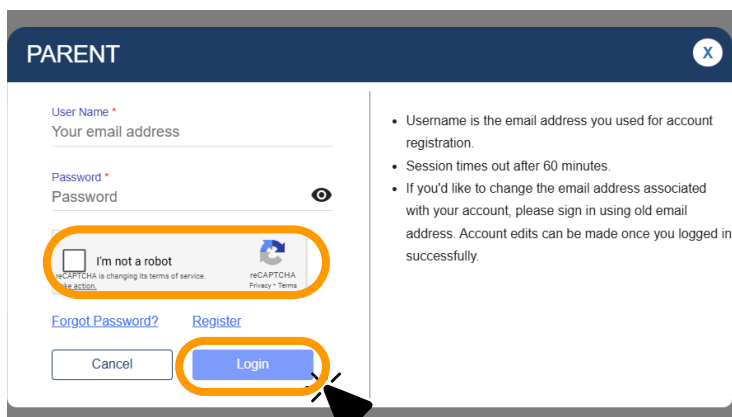 PARENT
X
User Name *
Your email address
Password *
Password
I'm not a robot
reCAPTCHA is changing its terms of service.
Take action.
reCAPTCHA
Privacy • Terms
Forgot Password?
Register
Cancel
Login
• Username is the email address you used for account
registration.
• Session times out after 60 minutes.
• If you'd like to change the email address associated
with your account, please sign in using old email
address. Account edits can be made once you logged in
successfully.